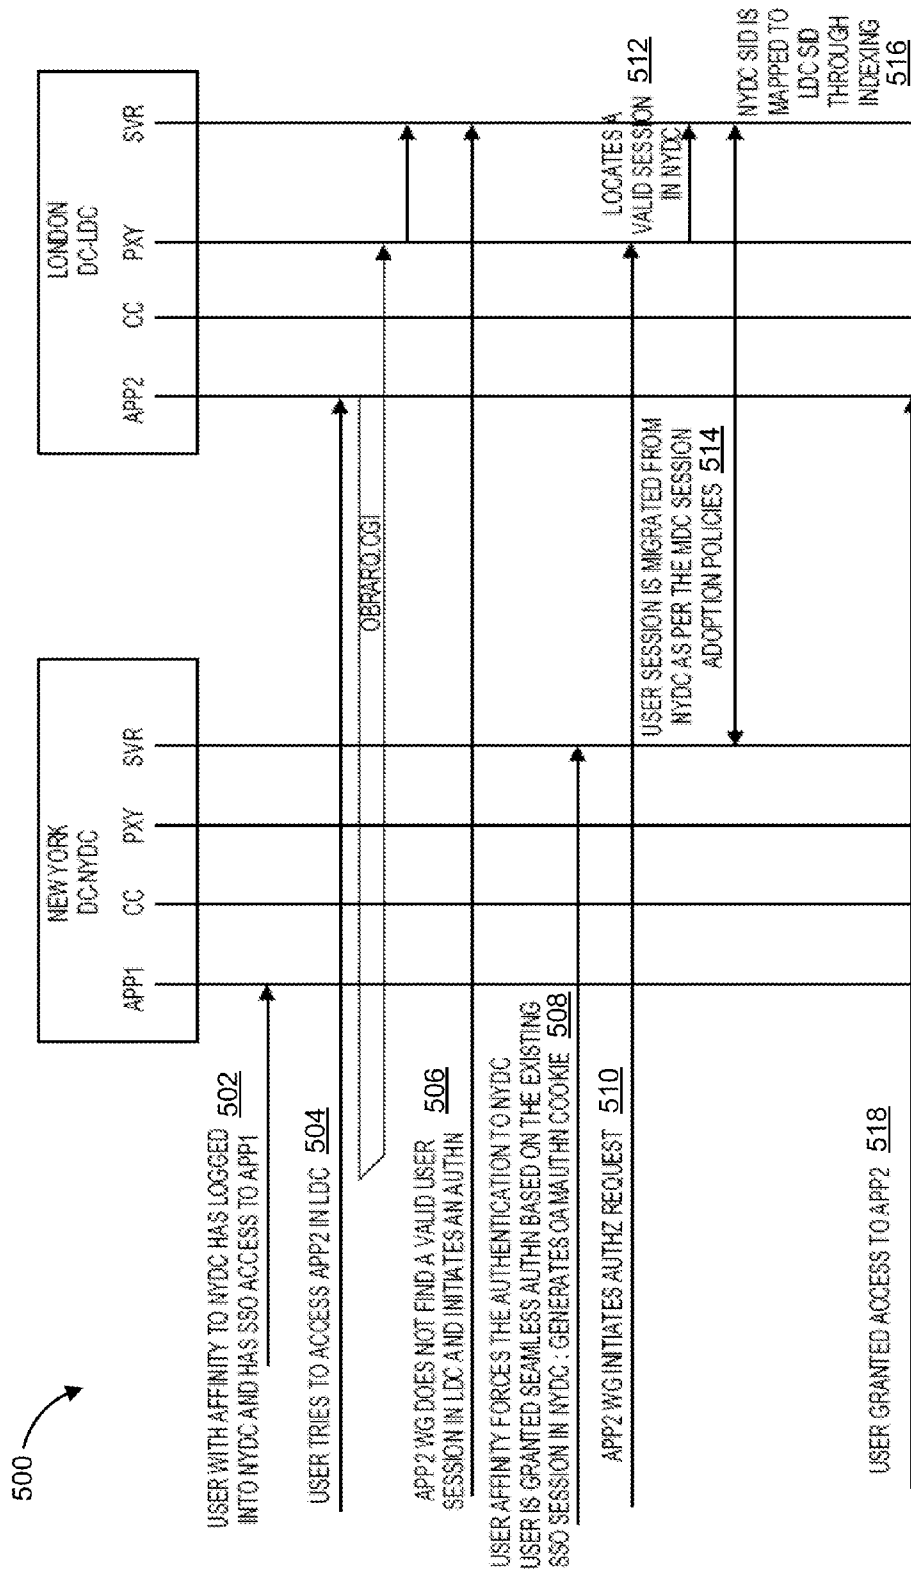 500
NEW YORK
DC-NYDC
APP1
CC
PXY
SVR
LONDON
DC-LDC
APP2
CC
PXY
SVR
USER WITH AFFINITY TO NYDC HAS LOGGED
INTO NYDC AND HAS SSO ACCESS TO APP1
502
USER TRIES TO ACCESS APP2 IN LDC 504
OBRARQ.CGI
APP2 WG DOES NOT FIND A VALID USER
SESSION IN LDC AND INITIATES AN AUTHN
506
USER AFFINITY FORCES THE AUTHENTICATION TO NYDC
USER IS GRANTED SEAMLESS AUTHN BASED ON THE EXISTING
SSO SESSION IN NYDC : GENERATES OAMAUTHN COOKIE 508
APP2 WG INITIATES AUTHZ REQUEST 510
LOCATES A
VALID SESSION 512
IN NYDC
USER SESSION IS MIGRATED FROM
NYDC AS PER THE MDC SESSION
ADOPTION POLICIES 514
NYDC SID IS
MAPPED TO
LDC SID
THROUGH
INDEXING
516
USER GRANTED ACCESS TO APP2 518